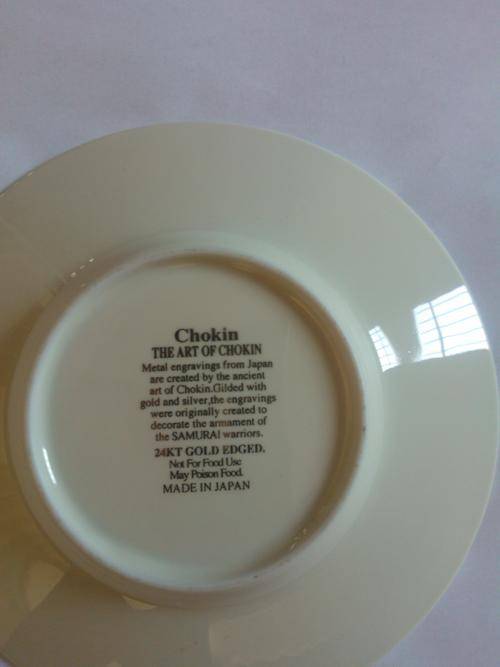 Chokin
THE ART OF CHOKIN
Metal engravings from Japan
are created by the ancient
art of Chokin.Gilded with
gold and silver,the engravings
were originally created to
decorate the armament of
the SAMURAI warriors.
24KT GOLD EDGED.
Not For Food Use
May Poison Food.
MADE IN JAPAN